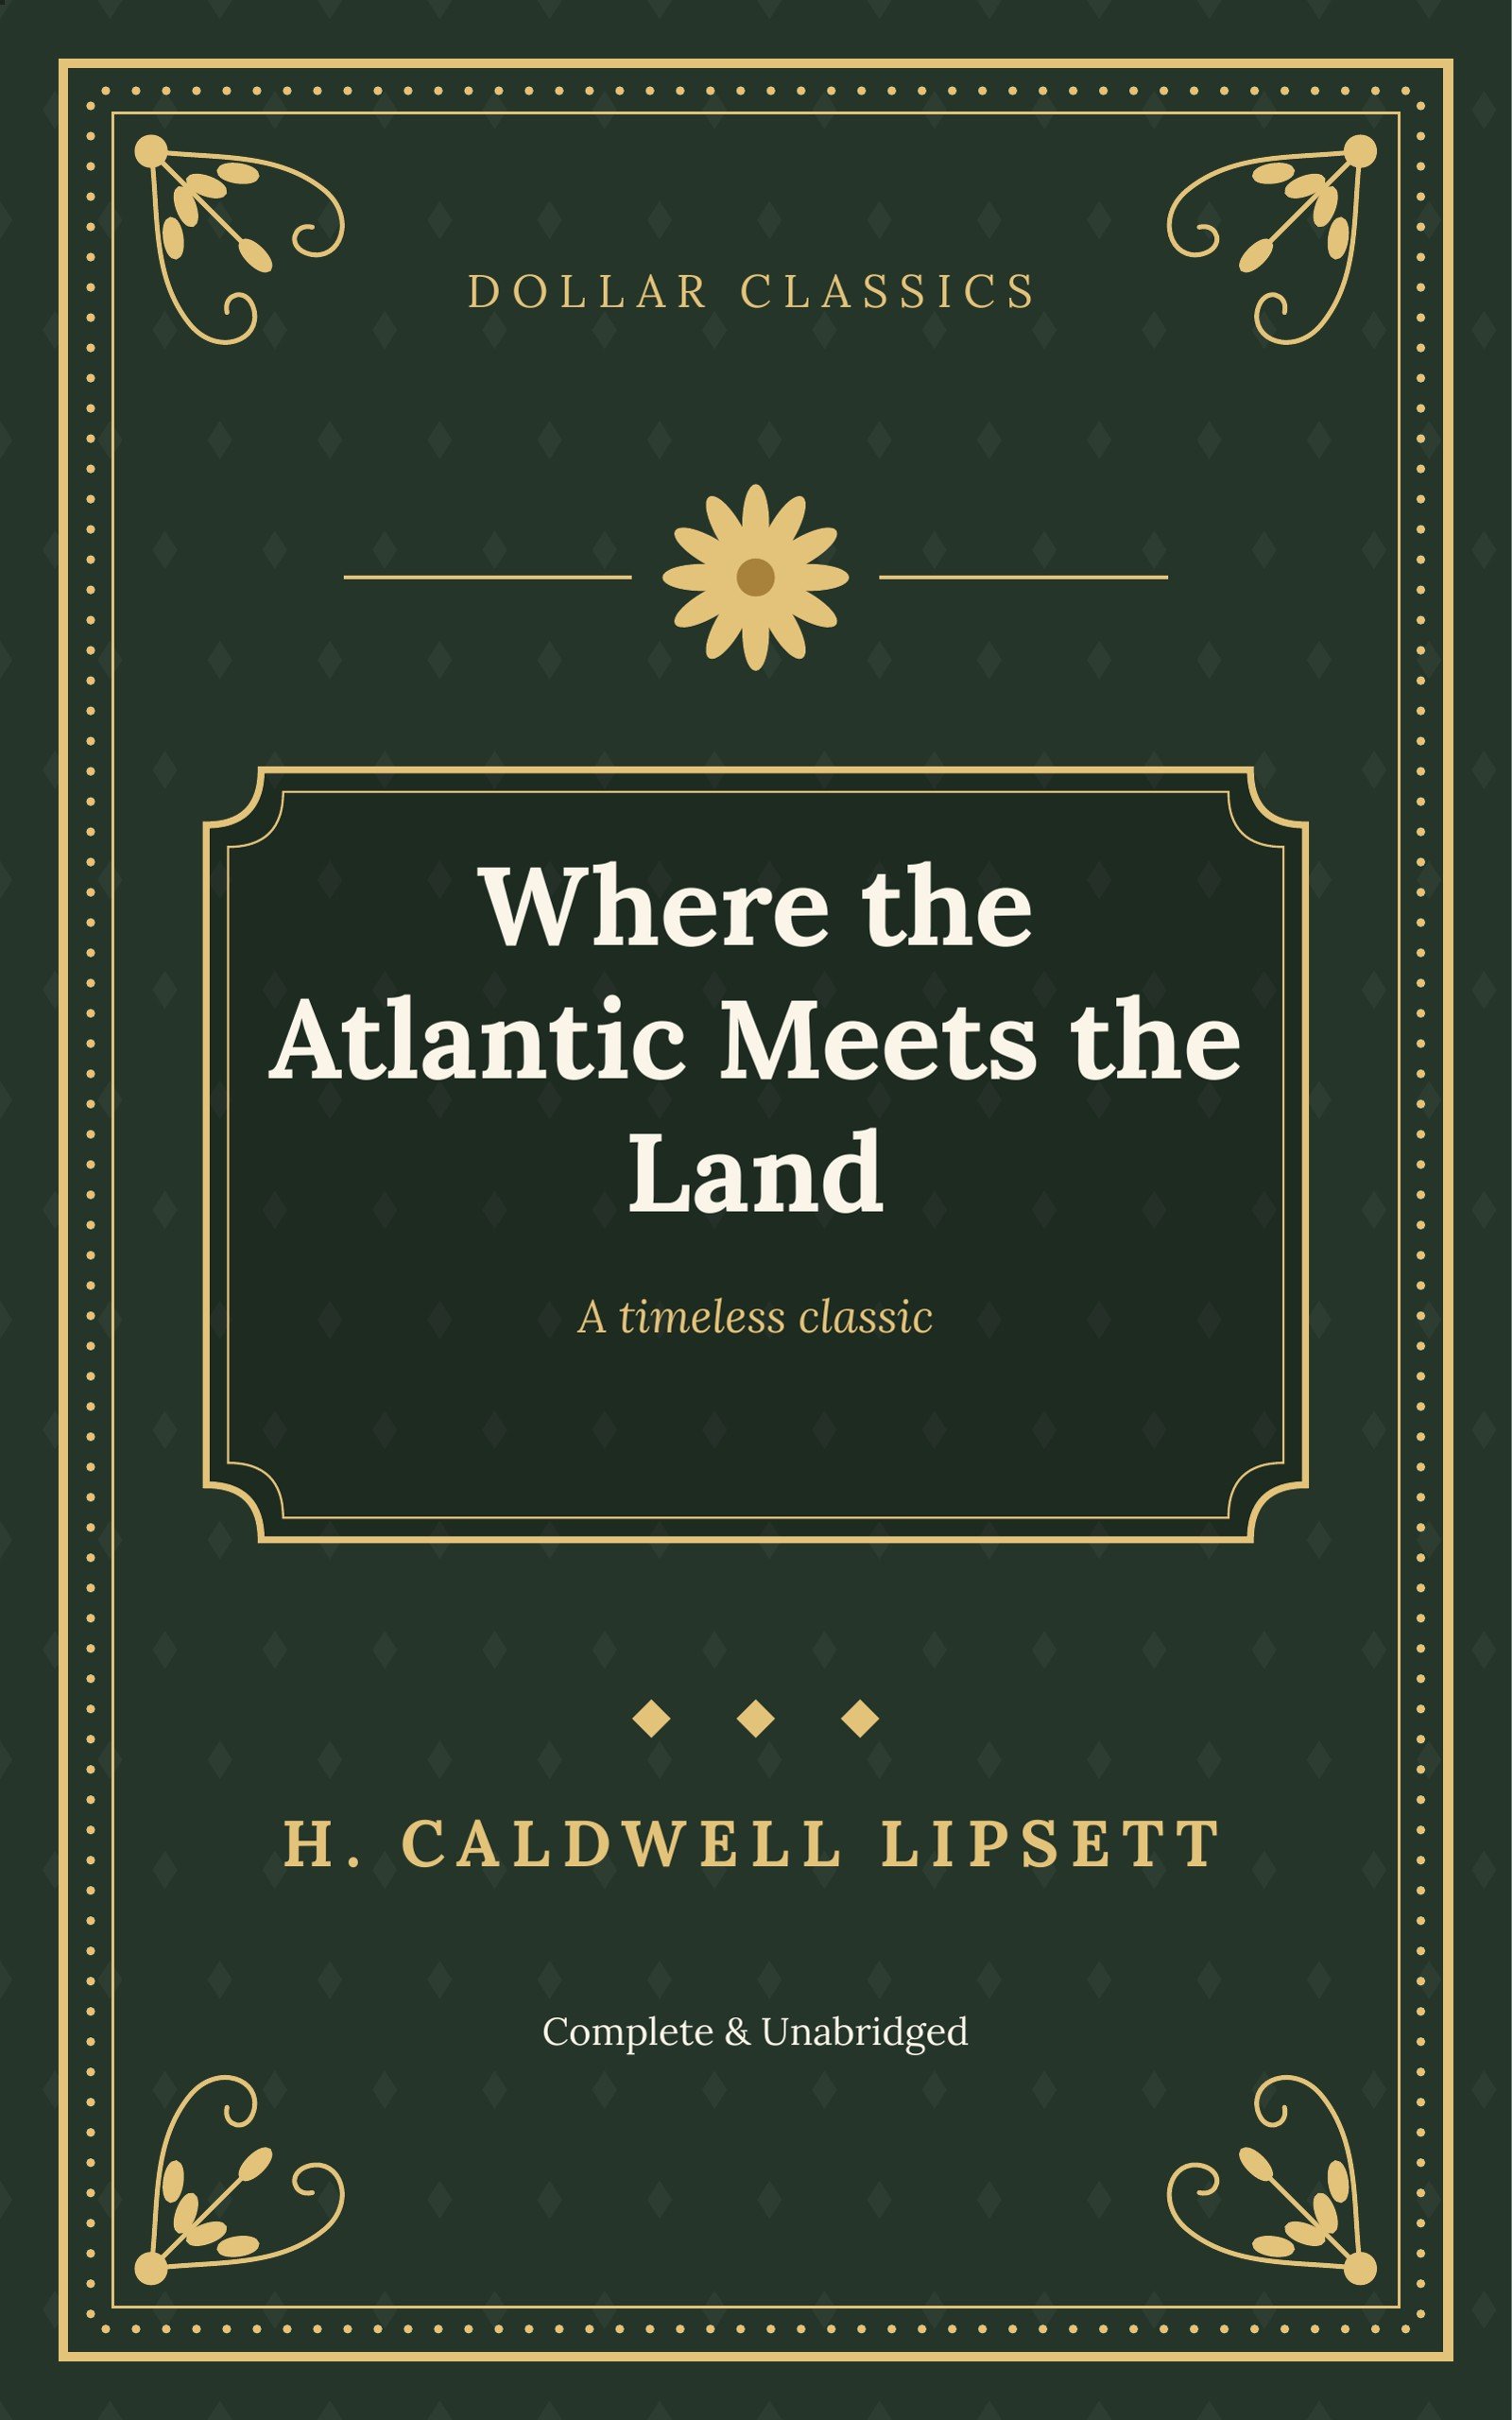 DOLLAR CLASSICS
Where the
Atlantic Meets the
Land
A timeless classic
H. CALDWELL LIPSETT
Complete & Unabridged